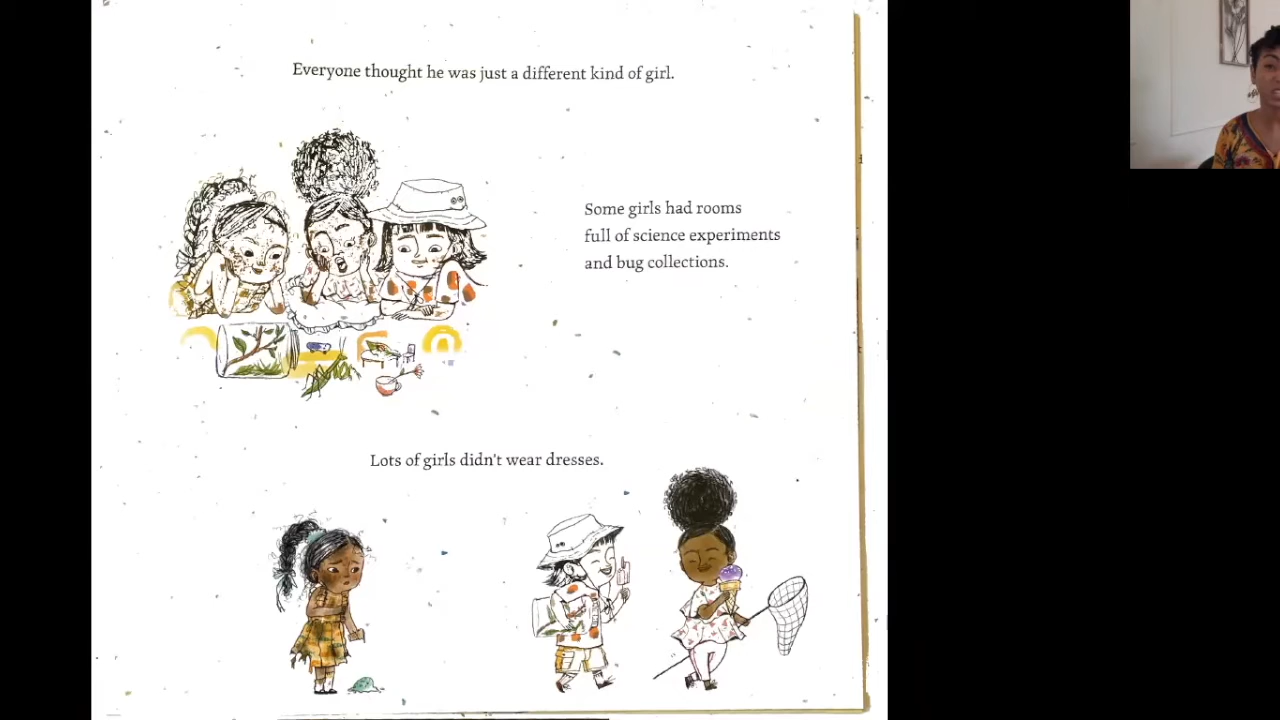 Everyone thought he was just a different kind of girl.
Some girls had rooms
full of science experiments
and bug collections.
Lots of girls didn't wear dresses.